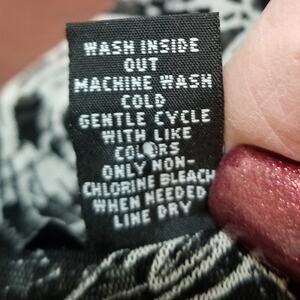 WASH INSIDE
OUT
MACHINE WASH
COLD
GENTLE CYCLE
WITH LIKE
COLORS
ONLY NON-
CHLORINE BLEACH
WHEN NEEDED
LINE DRY